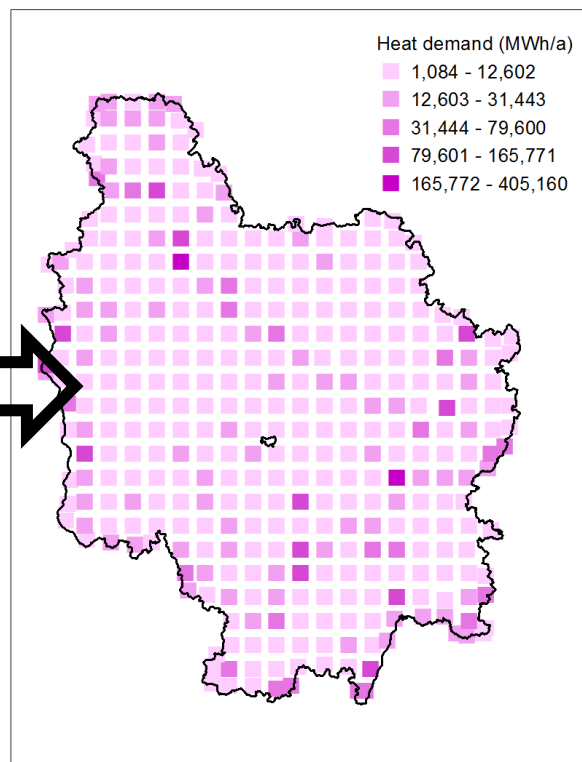 Heat demand (MWh/a)
1,084 - 12,602
12,603 - 31,443
31,444 - 79,600
79,601 - 165,771
165,772 - 405,160